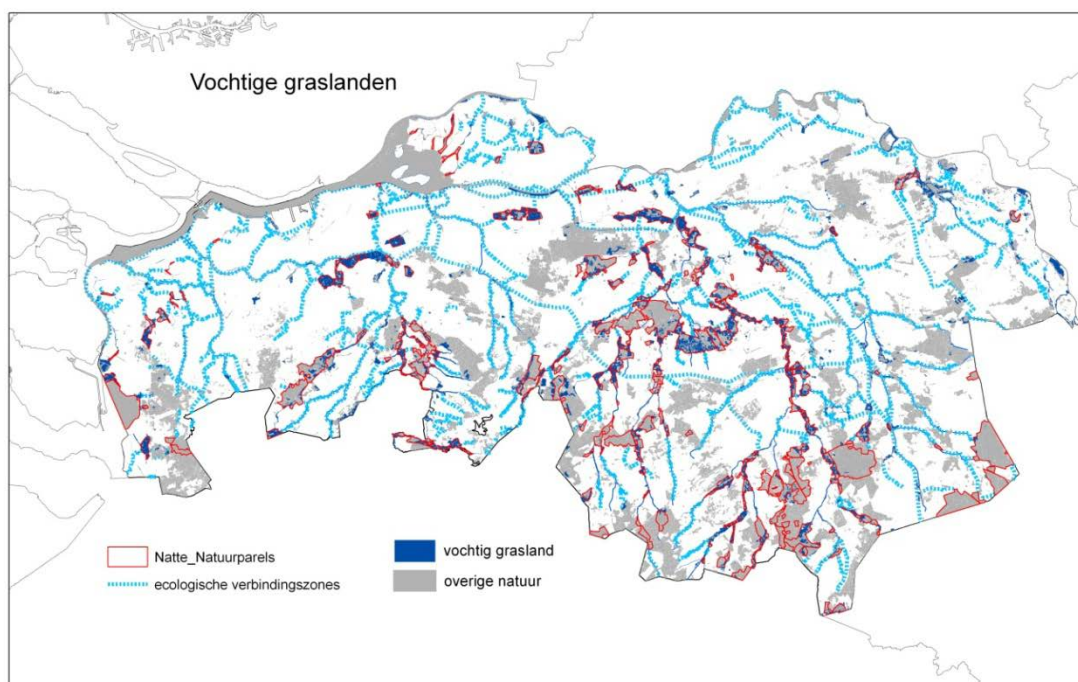 Vochtige graslanden
Natte_Natuurparels
ecologische verbindingszones
vochtig grasland
overige natuur